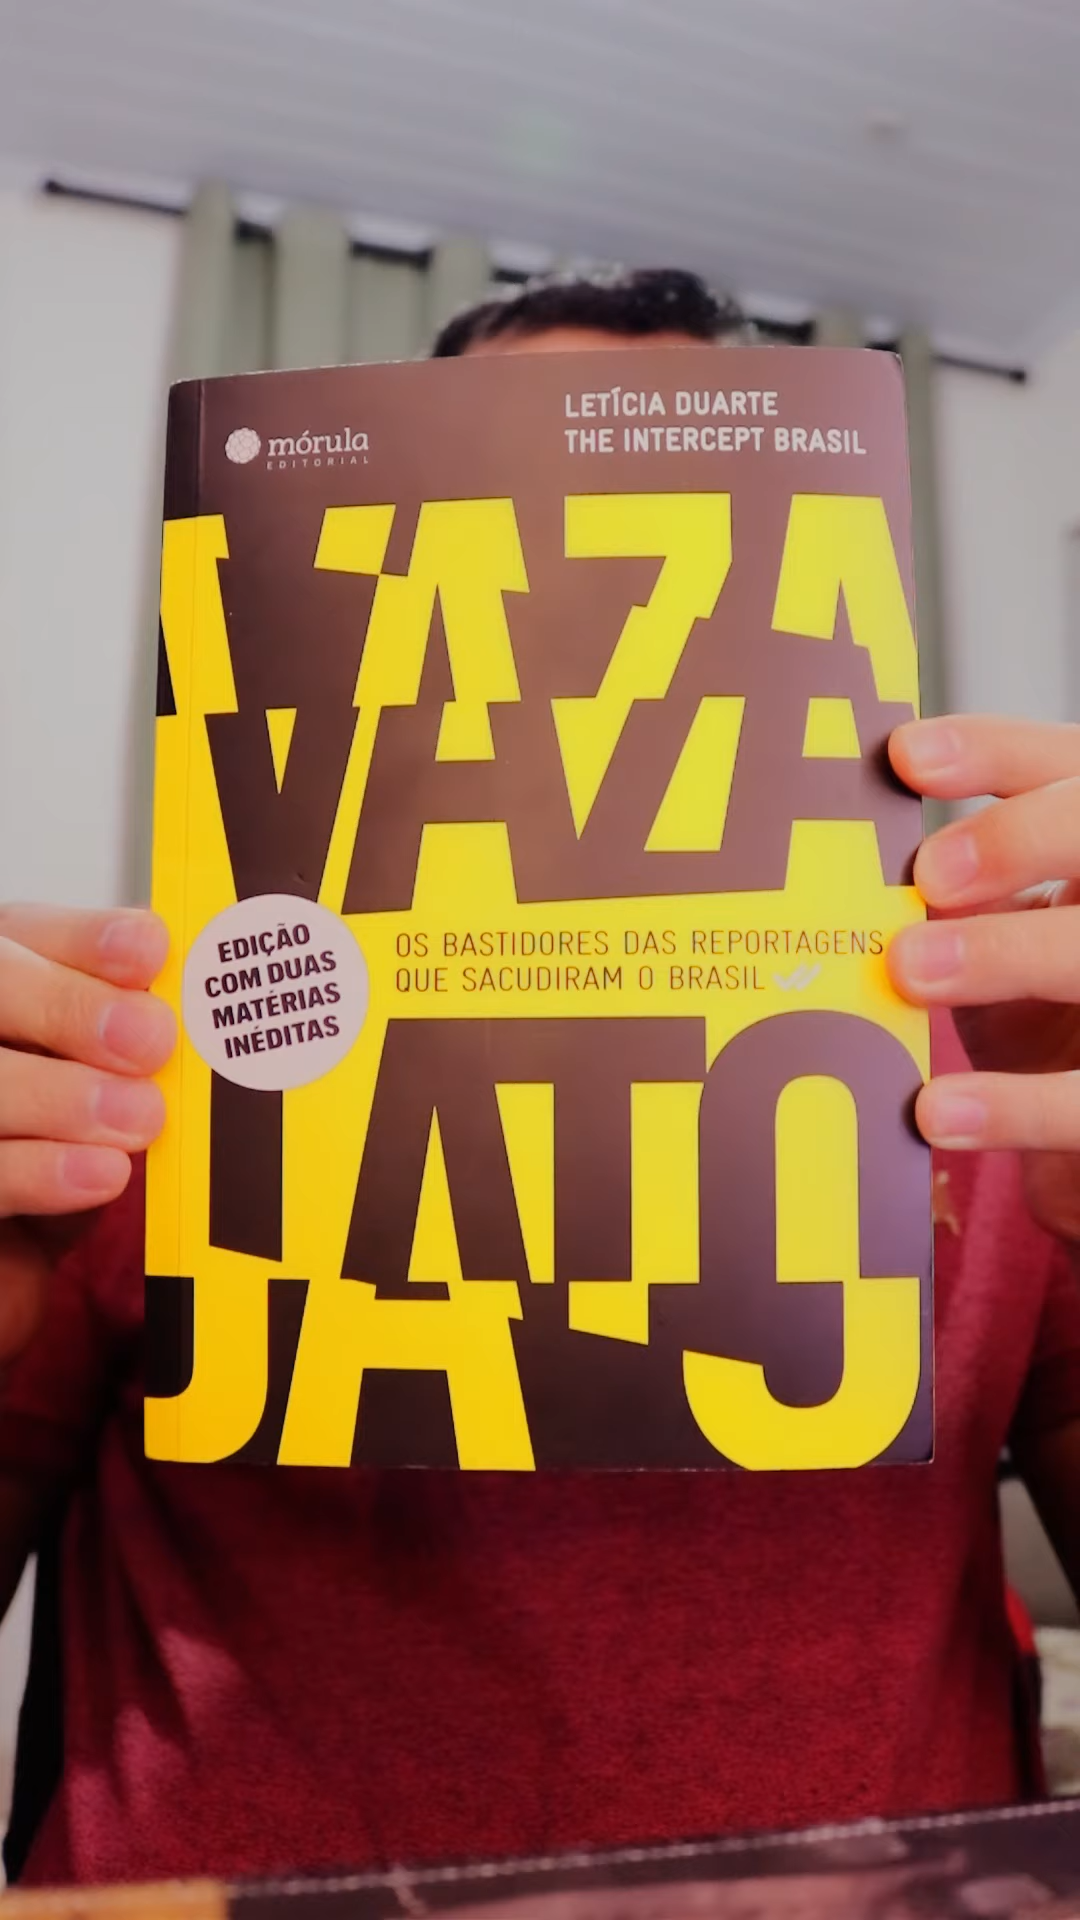 mórula
EDITORIAL
LETÍCIA DUARTE
THE INTERCEPT BRASIL
VAZA
EDIÇÃO
COM DUAS
MATÉRIAS
INÉDITAS
OS BASTIDORES DAS REPORTAGENS
QUE SACUDIRAM O BRASIL
JATO